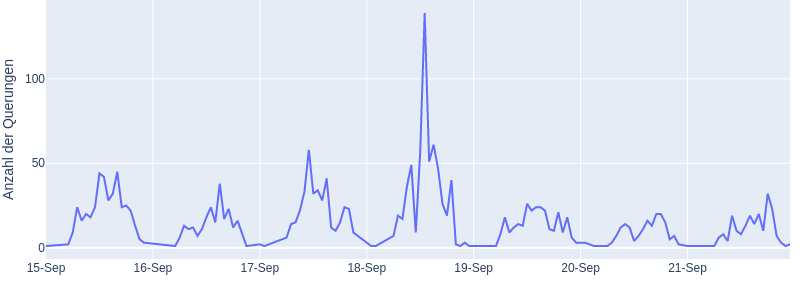 Anzahl der Querungen
100
50
0
15-Sep
16-Sep
17-Sep
18-Sep
19-Sep
20-Sep
21-Sep